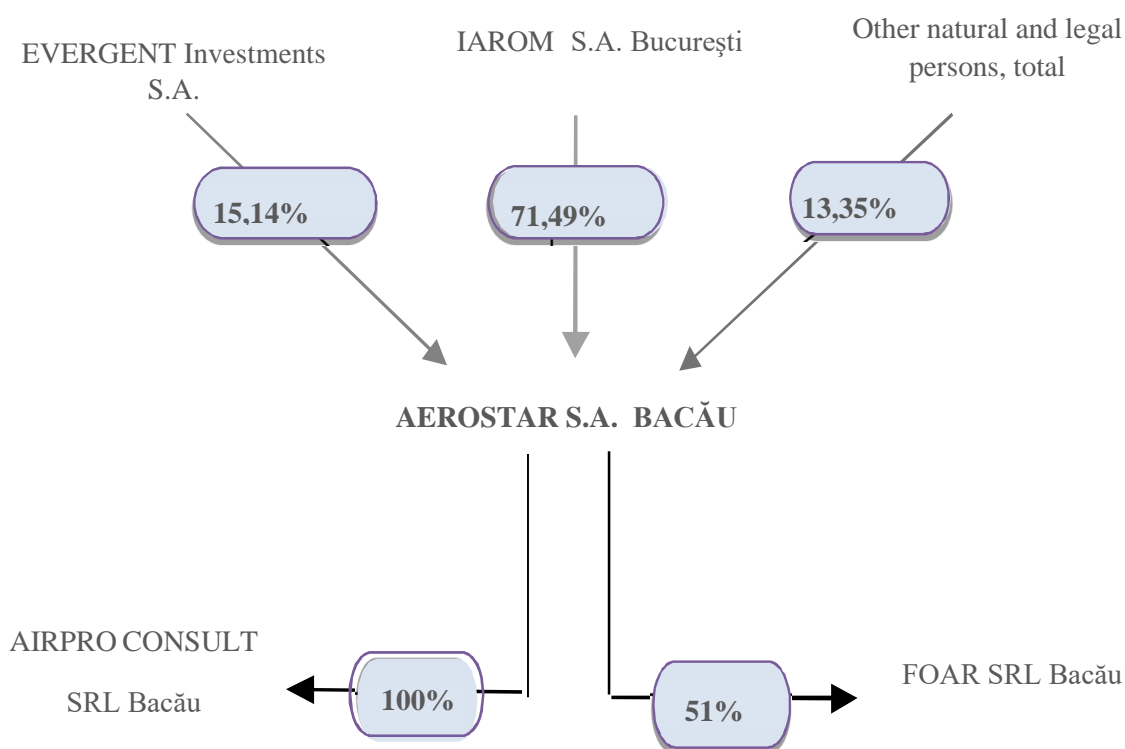 EVERGENT Investments
S.A.
IAROM S.A. Bucureşti
Other natural and legal
persons, total
15,14%
71,49%
13,35%
AEROSTAR S.A. BACĂU
AIRPRO CONSULT
SRL Bacău
100%
51%
FOAR SRL Bacău